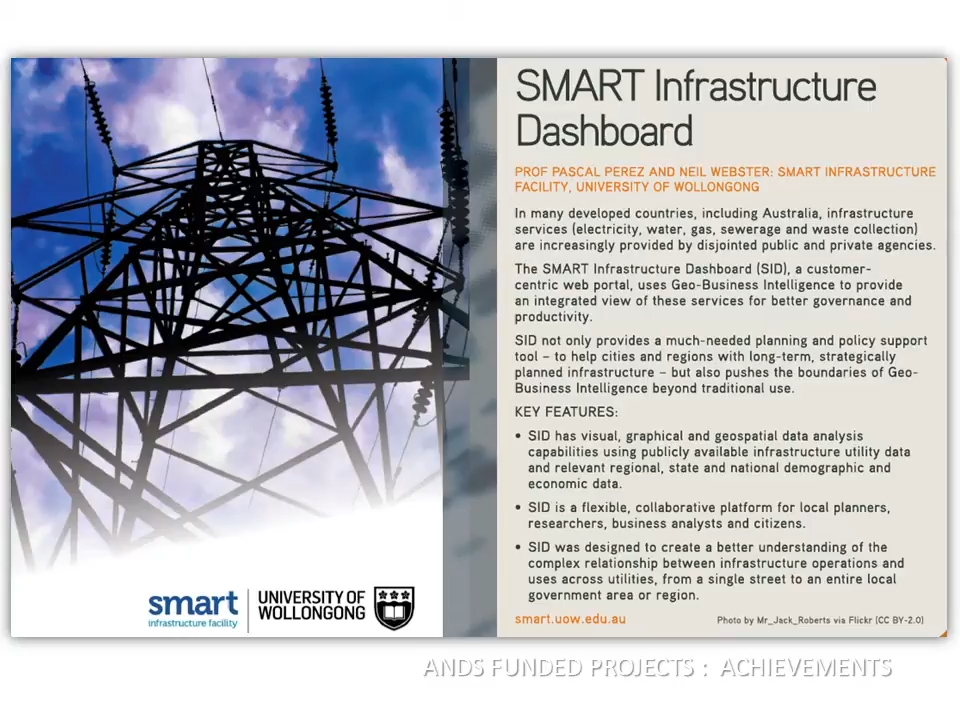 SMART Infrastructure
Dashboard
PROF PASCAL PEREZ AND NEIL WEBSTER: SMART INFRASTRUCTURE
FACILITY, UNIVERSITY OF WOLLONGONG
In many developed countries, including Australia, infrastructure
services (electricity, water, gas, sewerage and waste collection)
are increasingly provided by disjointed public and private agencies.
The SMART Infrastructure Dashboard (SID), a customer-
centric web portal, uses Geo-Business Intelligence to provide
an integrated view of these services for better governance and
productivity.
SID not only provides a much-needed planning and policy support
tool – to help cities and regions with long-term, strategically
planned infrastructure – but also pushes the boundaries of Geo-
Business Intelligence beyond traditional use.
KEY FEATURES:
• SID has visual, graphical and geospatial data analysis
capabilities using publicly available infrastructure utility data
and relevant regional, state and national demographic and
economic data.
• SID is a flexible, collaborative platform for local planners,
researchers, business analysts and citizens.
• SID was designed to create a better understanding of the
complex relationship between infrastructure operations and
uses across utilities, from a single street to an entire local
government area or region.
smart.uow.edu.au
Photo by Mr_Jack_Roberts via Flickr (CC BY-2.0)
smart
infrastructure facility
UNIVERSITY OF
WOLLONGONG
ANDS FUNDED PROJECTS : ACHIEVEMENTS